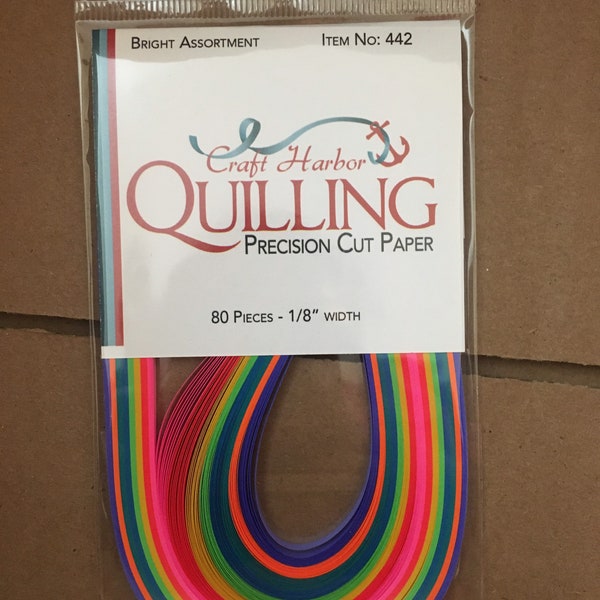 Bright Assortment Item No: 442
Craft Harbor
QUILLING
Precision Cut Paper
80 Pieces - 1/8" width